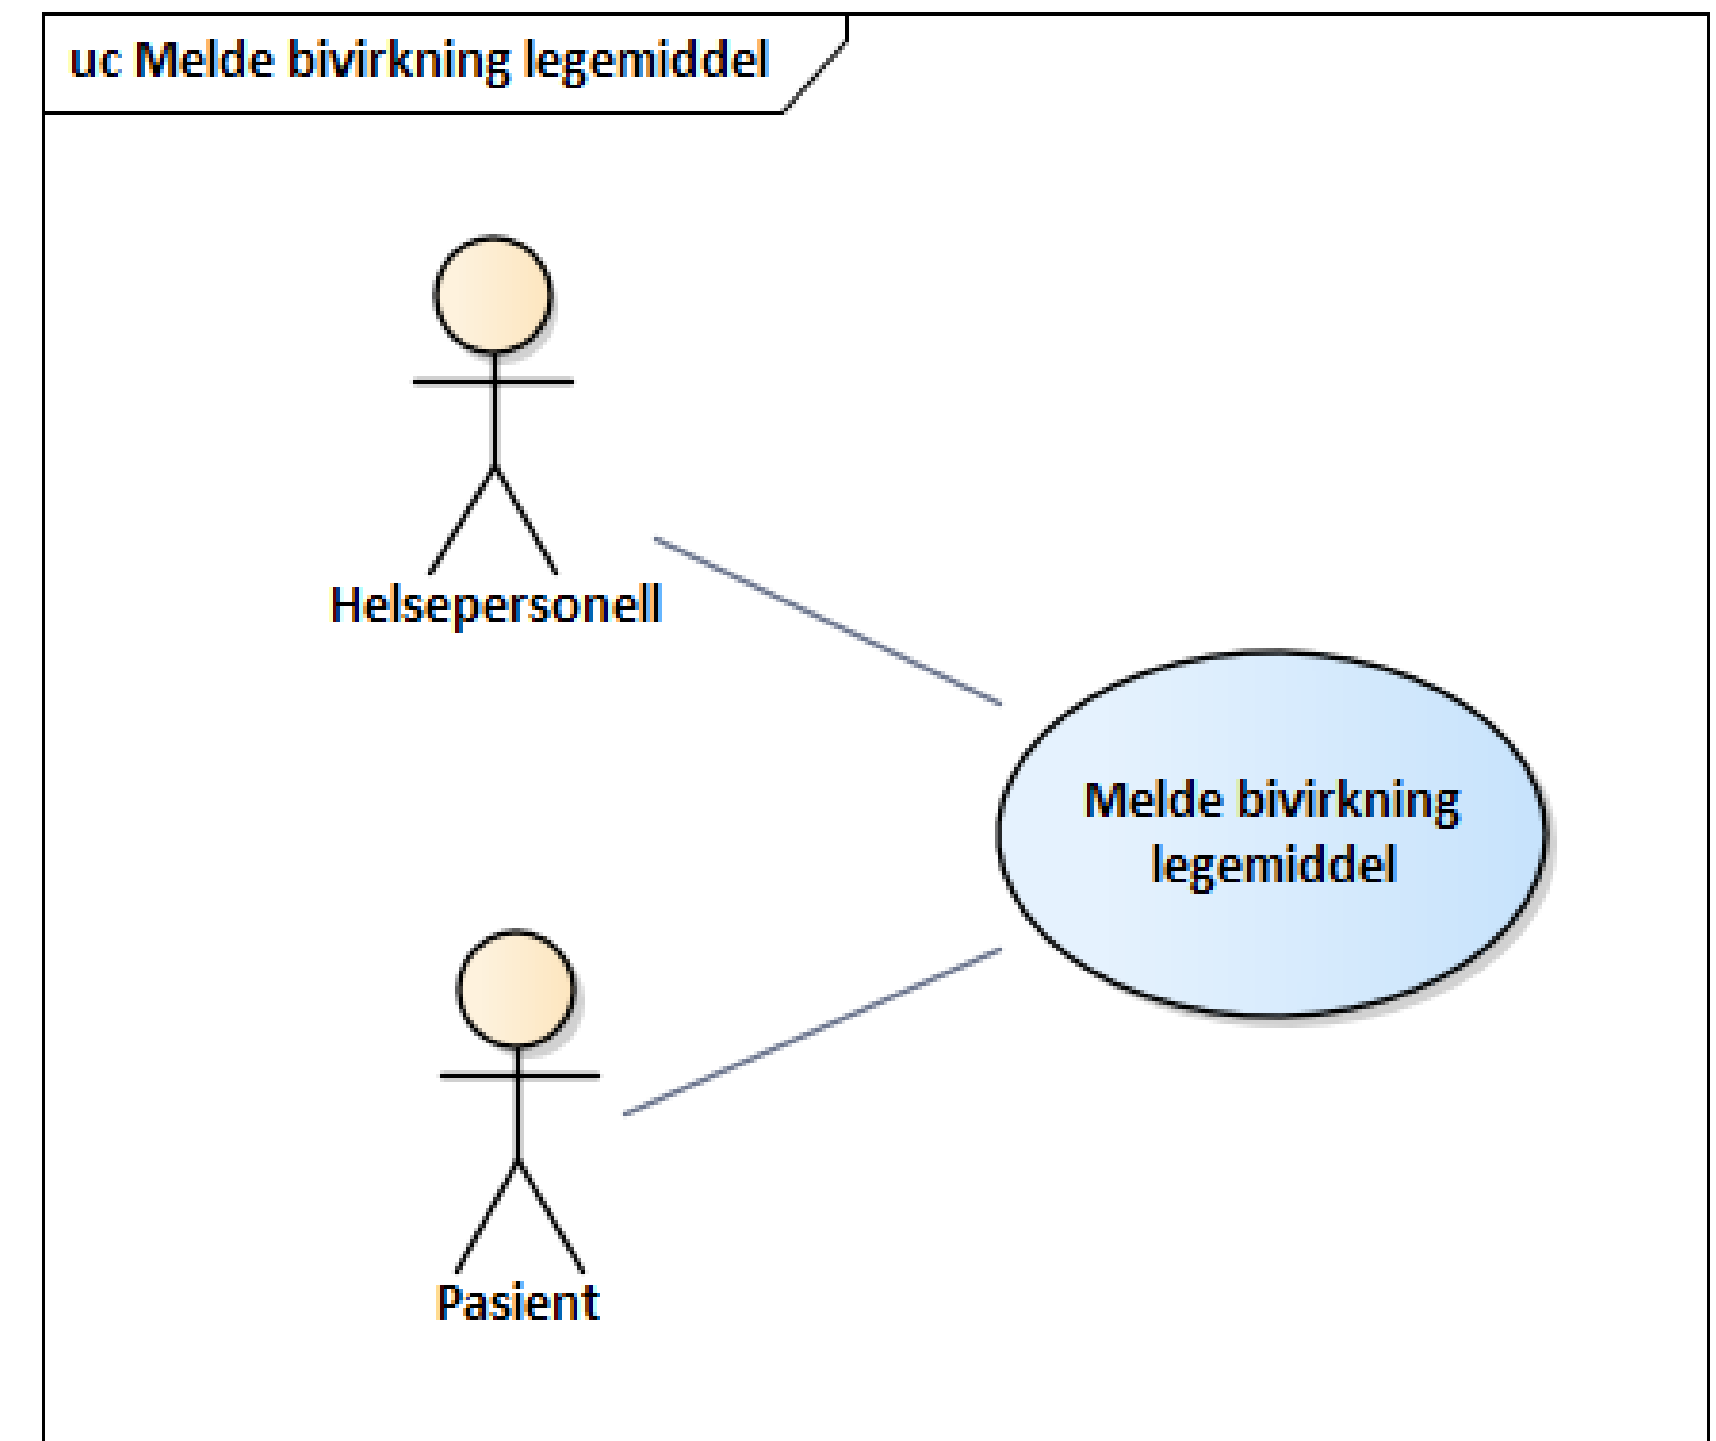 uc Melde bivirkning legemiddel
Helsepersonell
Melde bivirkning
legemiddel
Pasient